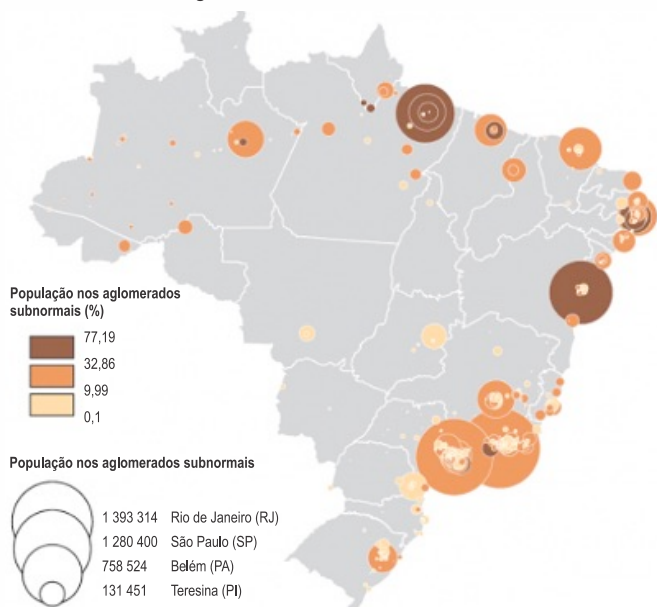 População nos aglomerados
subnormais (%)
77,19
32,86
9,99
0,1
População nos aglomerados subnormais
1 393 314 Rio de Janeiro (RJ)
1 280 400 São Paulo (SP)
758 524 Belém (PA)
131 451 Teresina (PI)